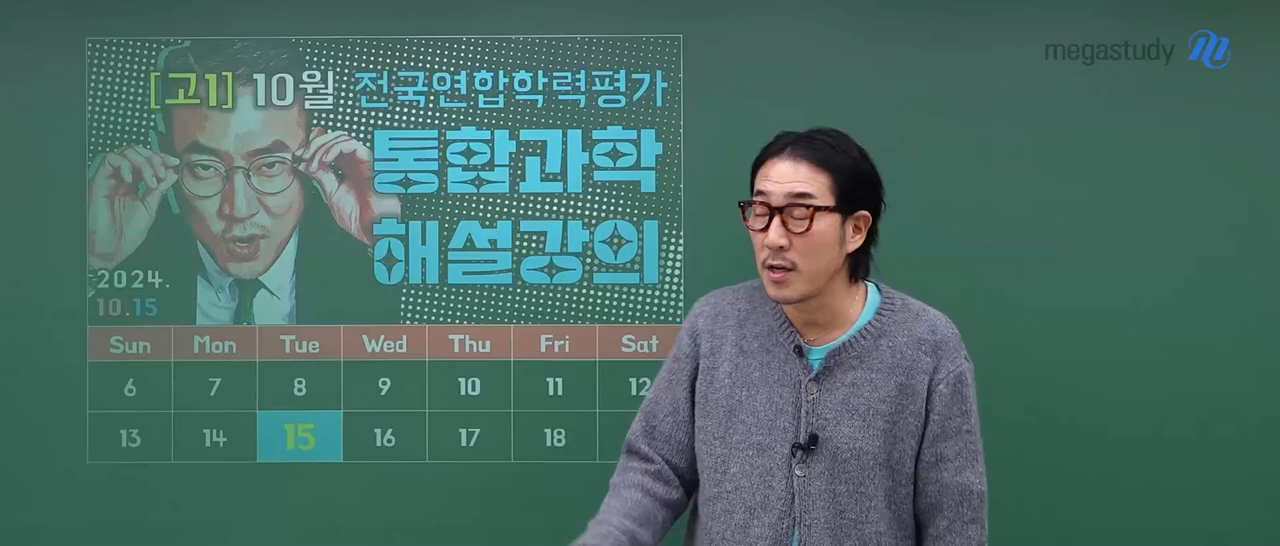 megastudy
[고1] 10월 전국연합학력평가
통합과학
해설강의
2024.
10.15
Sun Mon Tue Wed Thu Fri Sat
6 7 8 9 10 11 12
13 14 15 16 17 18